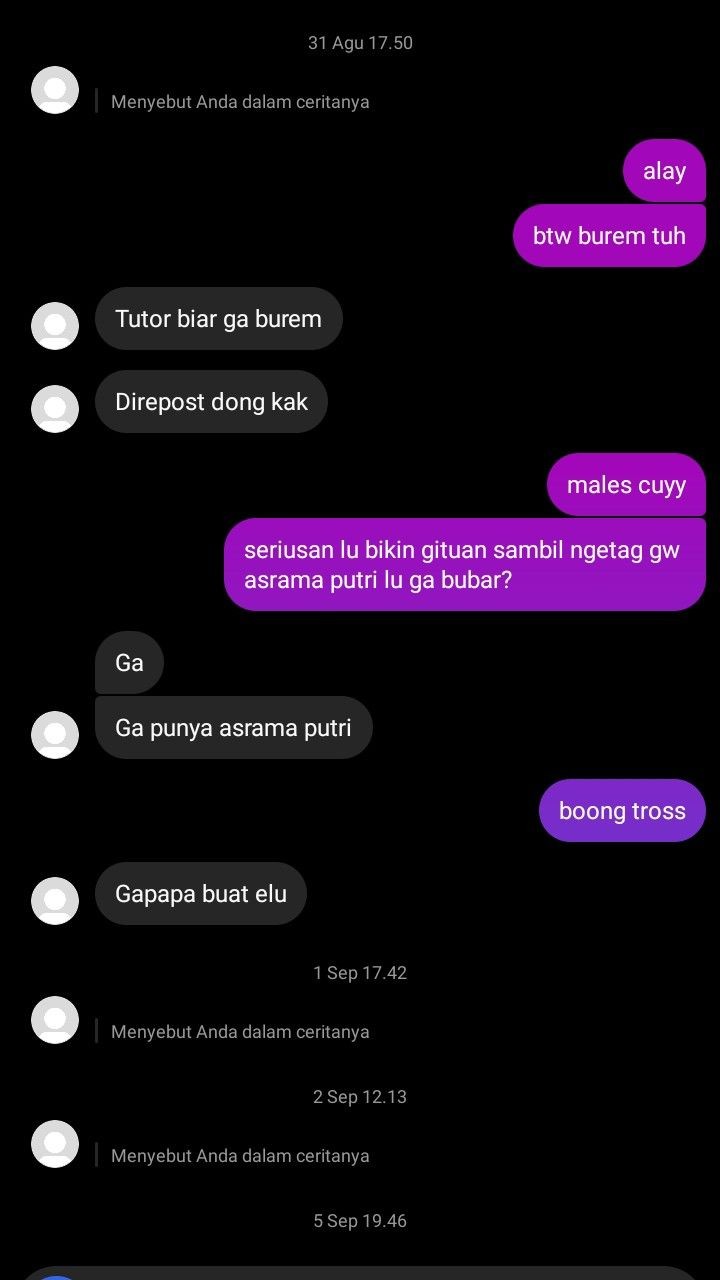 31 Agu 17.50
Menyebut Anda dalam ceritanya
alay
btw burem tuh
Tutor biar ga burem
Direpost dong kak
males cuyy
seriusan lu bikin gituan sambil ngetag gw
asrama putri lu ga bubar?
Ga
Ga punya asrama putri
boong tross
Gapapa buat elu
1 Sep 17.42
Menyebut Anda dalam ceritanya
2 Sep 12.13
Menyebut Anda dalam ceritanya
5 Sep 19.46